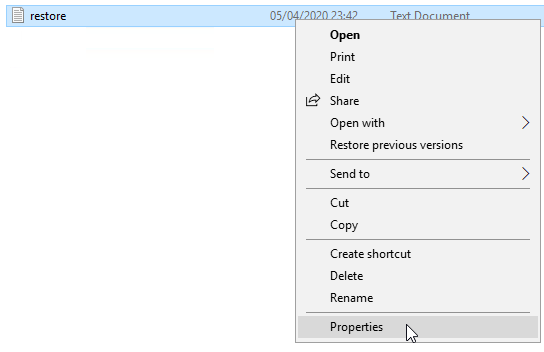 restore 05/04/2020 23:42 Text Document
Open
Print
Edit
Share
Open with
Restore previous versions
Send to
Cut
Copy
Create shortcut
Delete
Rename
Properties